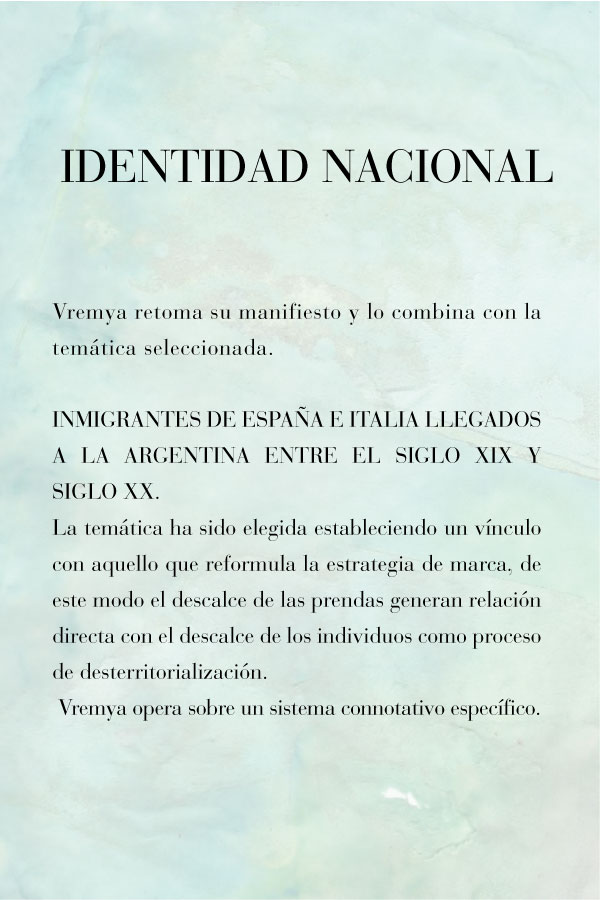 IDENTIDAD NACIONAL
Vremya retoma su manifiesto y lo combina con la
temática seleccionada.
INMIGRANTES DE ESPAÑA E ITALIA LLEGADOS
A LA ARGENTINA ENTRE EL SIGLO XIX Y
SIGLO XX.
La temática ha sido elegida estableciendo un vínculo
con aquello que reformula la estrategia de marca, de
este modo el descalce de las prendas generan relación
directa con el descalce de los individuos como proceso
de desterritorialización.
Vremya opera sobre un sistema connotativo específico.